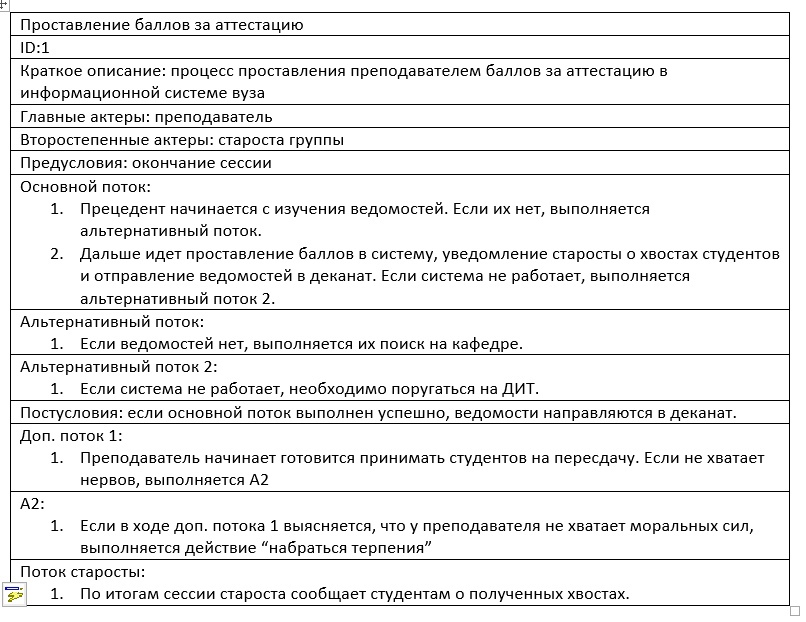 Проставление баллов за аттестацию
ID:1
Краткое описание: процесс проставления преподавателем баллов за аттестацию в
информационной системе вуза
Главные актеры: преподаватель
Второстепенные актеры: староста группы
Предусловия: окончание сессии
Основной поток:
1. Прецедент начинается с изучения ведомостей. Если их нет, выполняется
альтернативный поток.
2. Дальше идет проставление баллов в систему, уведомление старосты о хвостах студентов
и отправление ведомостей в деканат. Если система не работает, выполняется
альтернативный поток 2.
Альтернативный поток:
1. Если ведомостей нет, выполняется их поиск на кафедре.
Альтернативный поток 2:
1. Если система не работает, необходимо поругаться на ДИТ.
Постусловия: если основной поток выполнен успешно, ведомости направляются в деканат.
Доп. поток 1:
1. Преподаватель начинает готовится принимать студентов на пересдачу. Если не хватает
нервов, выполняется А2
А2:
1. Если в ходе доп. потока 1 выясняется, что у преподавателя не хватает моральных сил,
выполняется действие “набраться терпения”
Поток старосты:
1. По итогам сессии староста сообщает студентам о полученных хвостах.